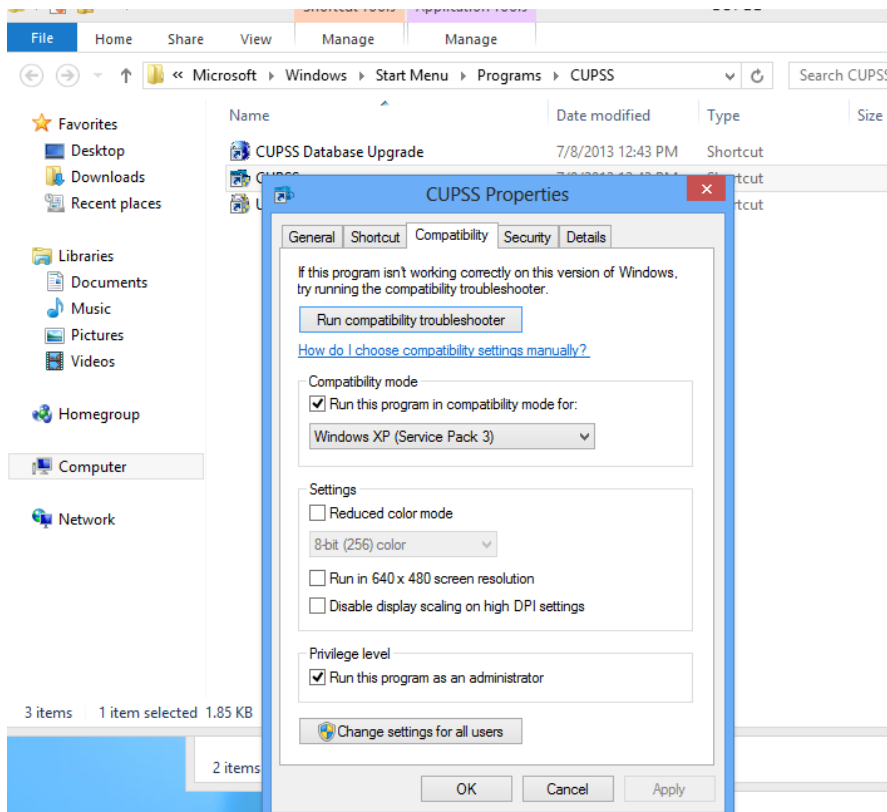 Shortcut Tools Application Tools
File Home Share View Manage Manage
« Microsoft Windows Start Menu Programs CUPSS Search CUPSS
Name Date modified Type Size
Favorites
Desktop
Downloads
Recent places
Libraries
Documents
Music
Pictures
Videos
Homegroup
Computer
Network
CUPSS Database Upgrade 7/8/2013 12:43 PM Shortcut
CUPSS Properties
General Shortcut Compatibility Security Details
If this program isn't working correctly on this version of Windows,
try running the compatibility troubleshooter.
Run compatibility troubleshooter
How do I choose compatibility settings manually?
Compatibility mode
Run this program in compatibility mode for:
Windows XP (Service Pack 3)
Settings
Reduced color mode
8-bit (256) color
Run in 640 x 480 screen resolution
Disable display scaling on high DPI settings
Privilege level
Run this program as an administrator
Change settings for all users
OK Cancel Apply
3 items 1 item selected 1.85 KB
2 items